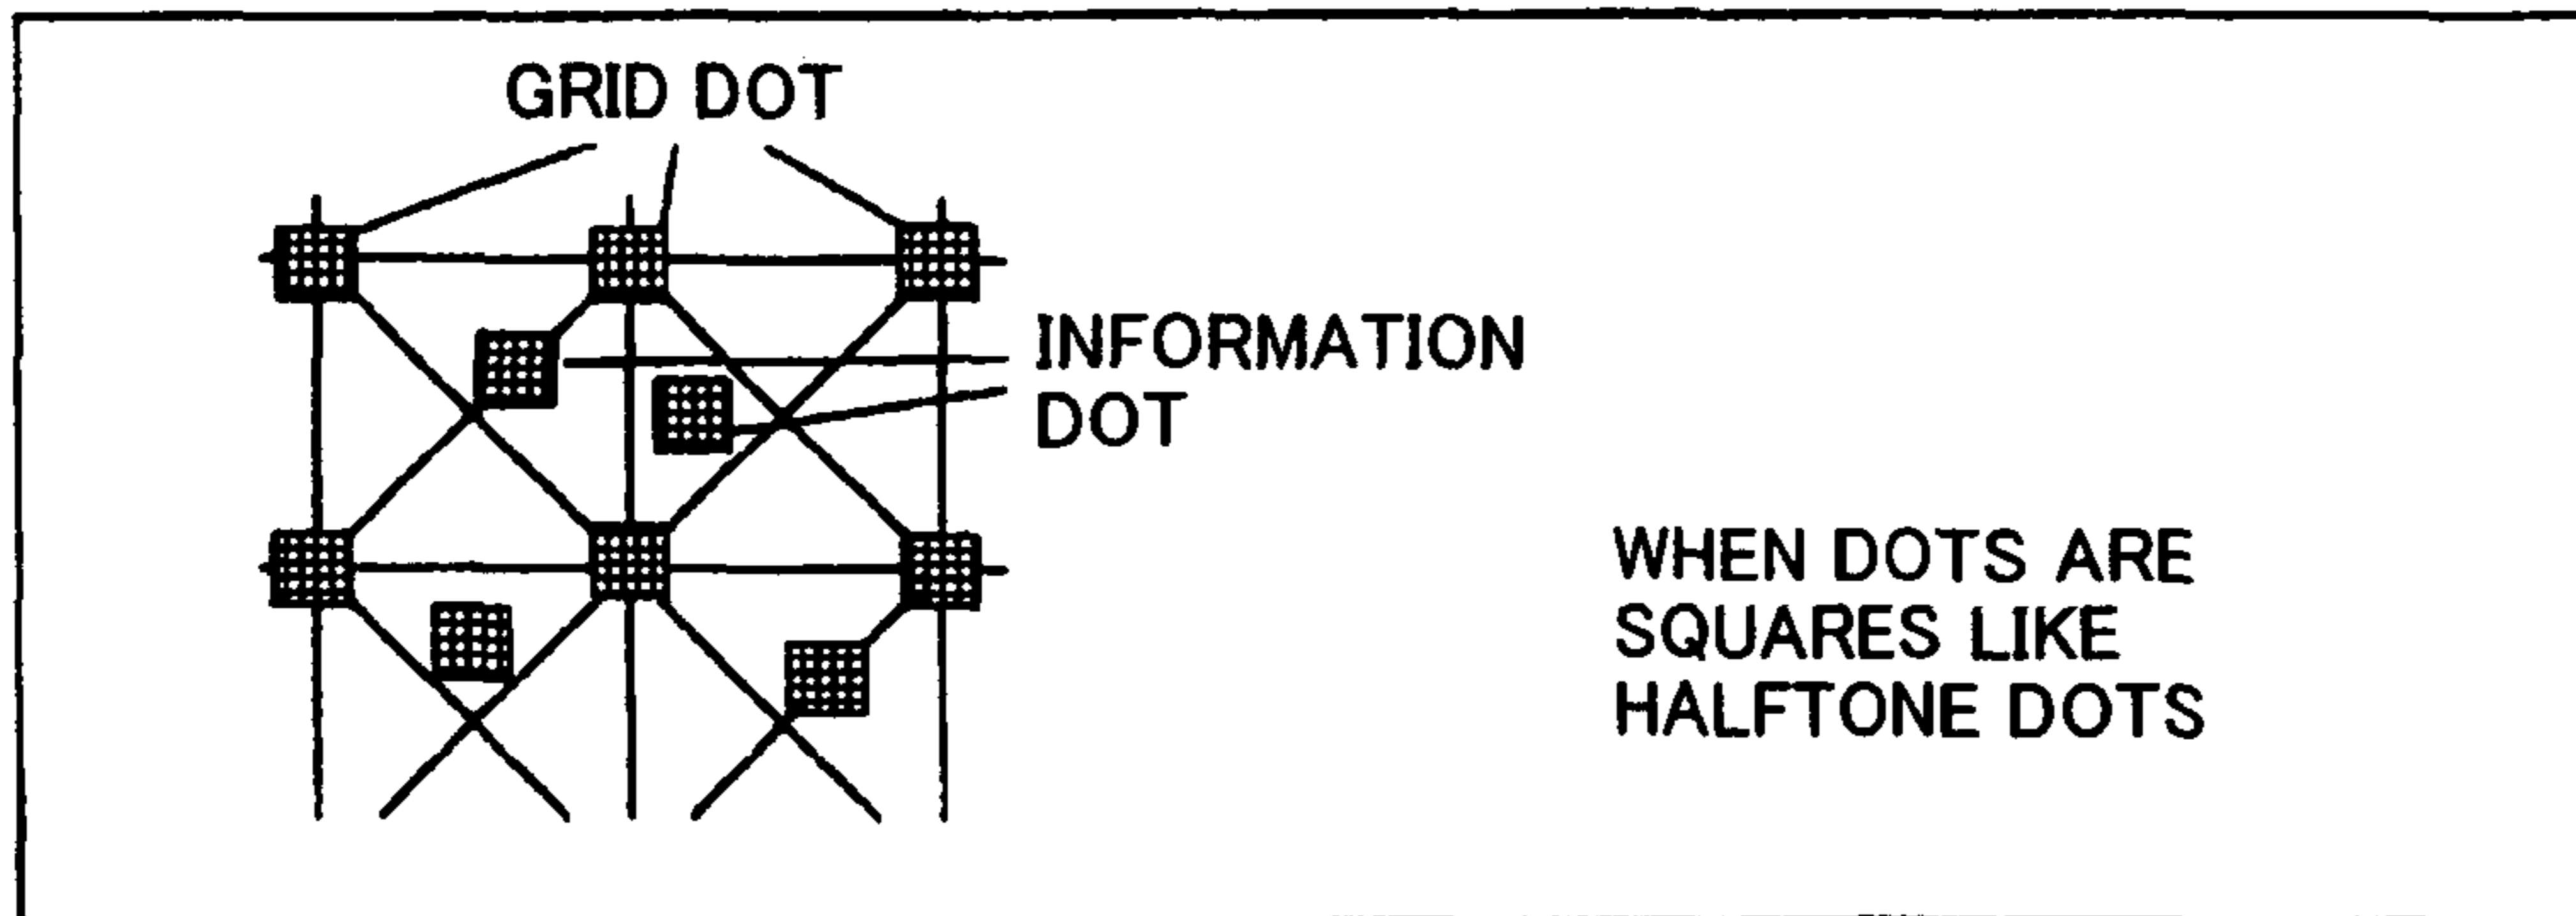 GRID DOT
INFORMATION
DOT
WHEN DOTS ARE
SQUARES LIKE
HALFTONE DOTS